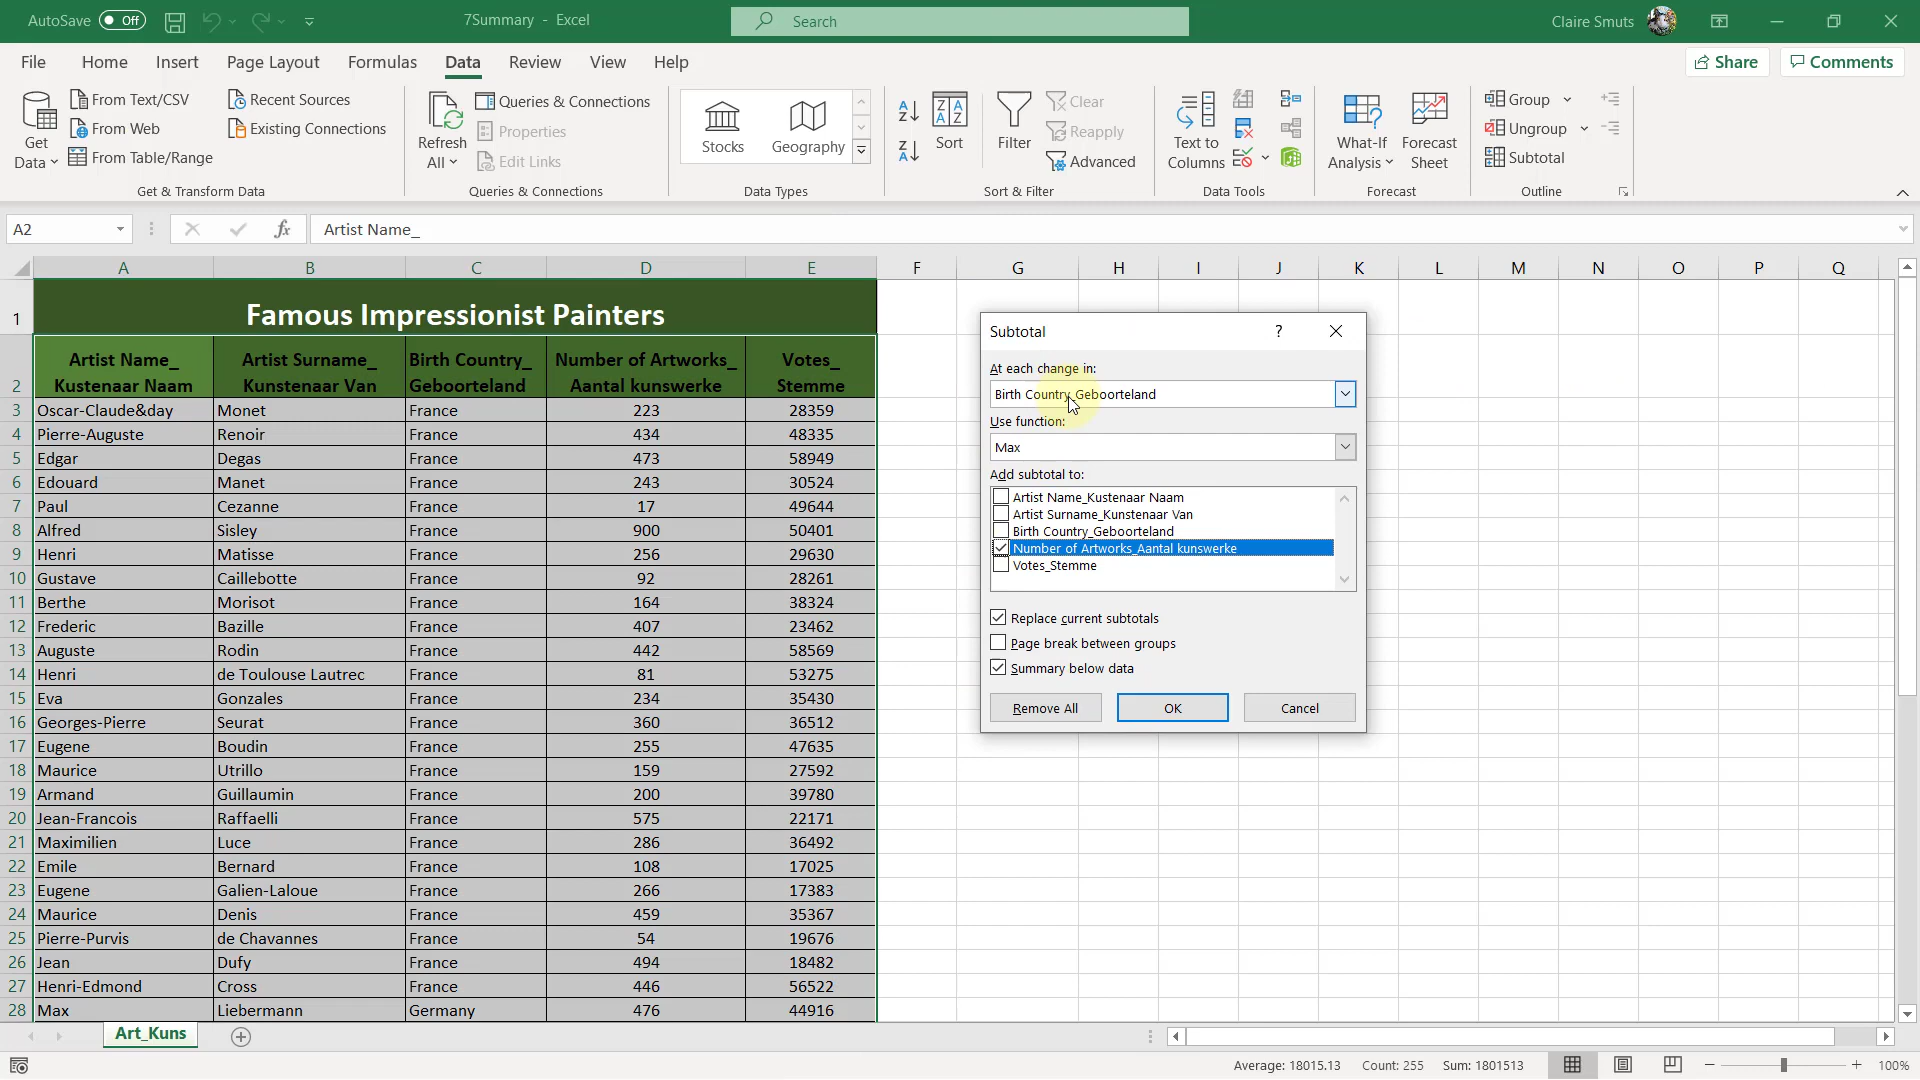 AutoSave Off 7Summary - Excel Search Claire Smuts
File Home Insert Page Layout Formulas Data Review View Help Share Comments
Get Data
From Text/CSV
From Web
From Table/Range
Recent Sources
Existing Connections
Get & Transform Data
Refresh All
Queries & Connections
Properties
Edit Links
Queries & Connections
Stocks Geography
Data Types
Sort
Filter
Clear
Reapply
Advanced
Sort & Filter
Text to Columns
Data Tools
What-If Analysis
Forecast Sheet
Forecast
Group
Ungroup
Subtotal
Outline
A2 fx Artist Name_
A B C D E F G H I J K L M N O P Q
1 Famous Impressionist Painters
Artist Name_ Artist Surname_ Birth Country_ Number of Artworks_ Votes_
2 Kustenaar Naam Kunstenaar Van Geboorteland Aantal kunswerke Stemme
3 Oscar-Claude&day Monet France 223 28359
4 Pierre-Auguste Renoir France 434 48335
5 Edgar Degas France 473 58949
6 Edouard Manet France 243 30524
7 Paul Cezanne France 17 49644
8 Alfred Sisley France 900 50401
9 Henri Matisse France 256 29630
10 Gustave Caillebotte France 92 28261
11 Berthe Morisot France 164 38324
12 Frederic Bazille France 407 23462
13 Auguste Rodin France 442 58569
14 Henri de Toulouse Lautrec France 81 53275
15 Eva Gonzales France 234 35430
16 Georges-Pierre Seurat France 360 36512
17 Eugene Boudin France 255 47635
18 Maurice Utrillo France 159 27592
19 Armand Guillaumin France 200 39780
20 Jean-Francois Raffaelli France 575 22171
21 Maximilien Luce France 286 36492
22 Emile Bernard France 108 17025
23 Eugene Galien-Laloue France 266 17383
24 Maurice Denis France 459 35367
25 Pierre-Purvis de Chavannes France 54 19676
26 Jean Dufy France 494 18482
27 Henri-Edmond Cross France 446 56522
28 Max Liebermann Germany 476 44916
Subtotal ?
At each change in:
Birth Country_Geboorteland
Use function:
Max
Add subtotal to:
Artist Name_Kustenaar Naam
Artist Surname_Kunstenaar Van
Birth Country_Geboorteland
Number of Artworks_Aantal kunswerke
Votes_Stemme
Replace current subtotals
Page break between groups
Summary below data
Remove All OK Cancel
Art_Kuns
Average: 18015.13 Count: 255 Sum: 1801513 100%